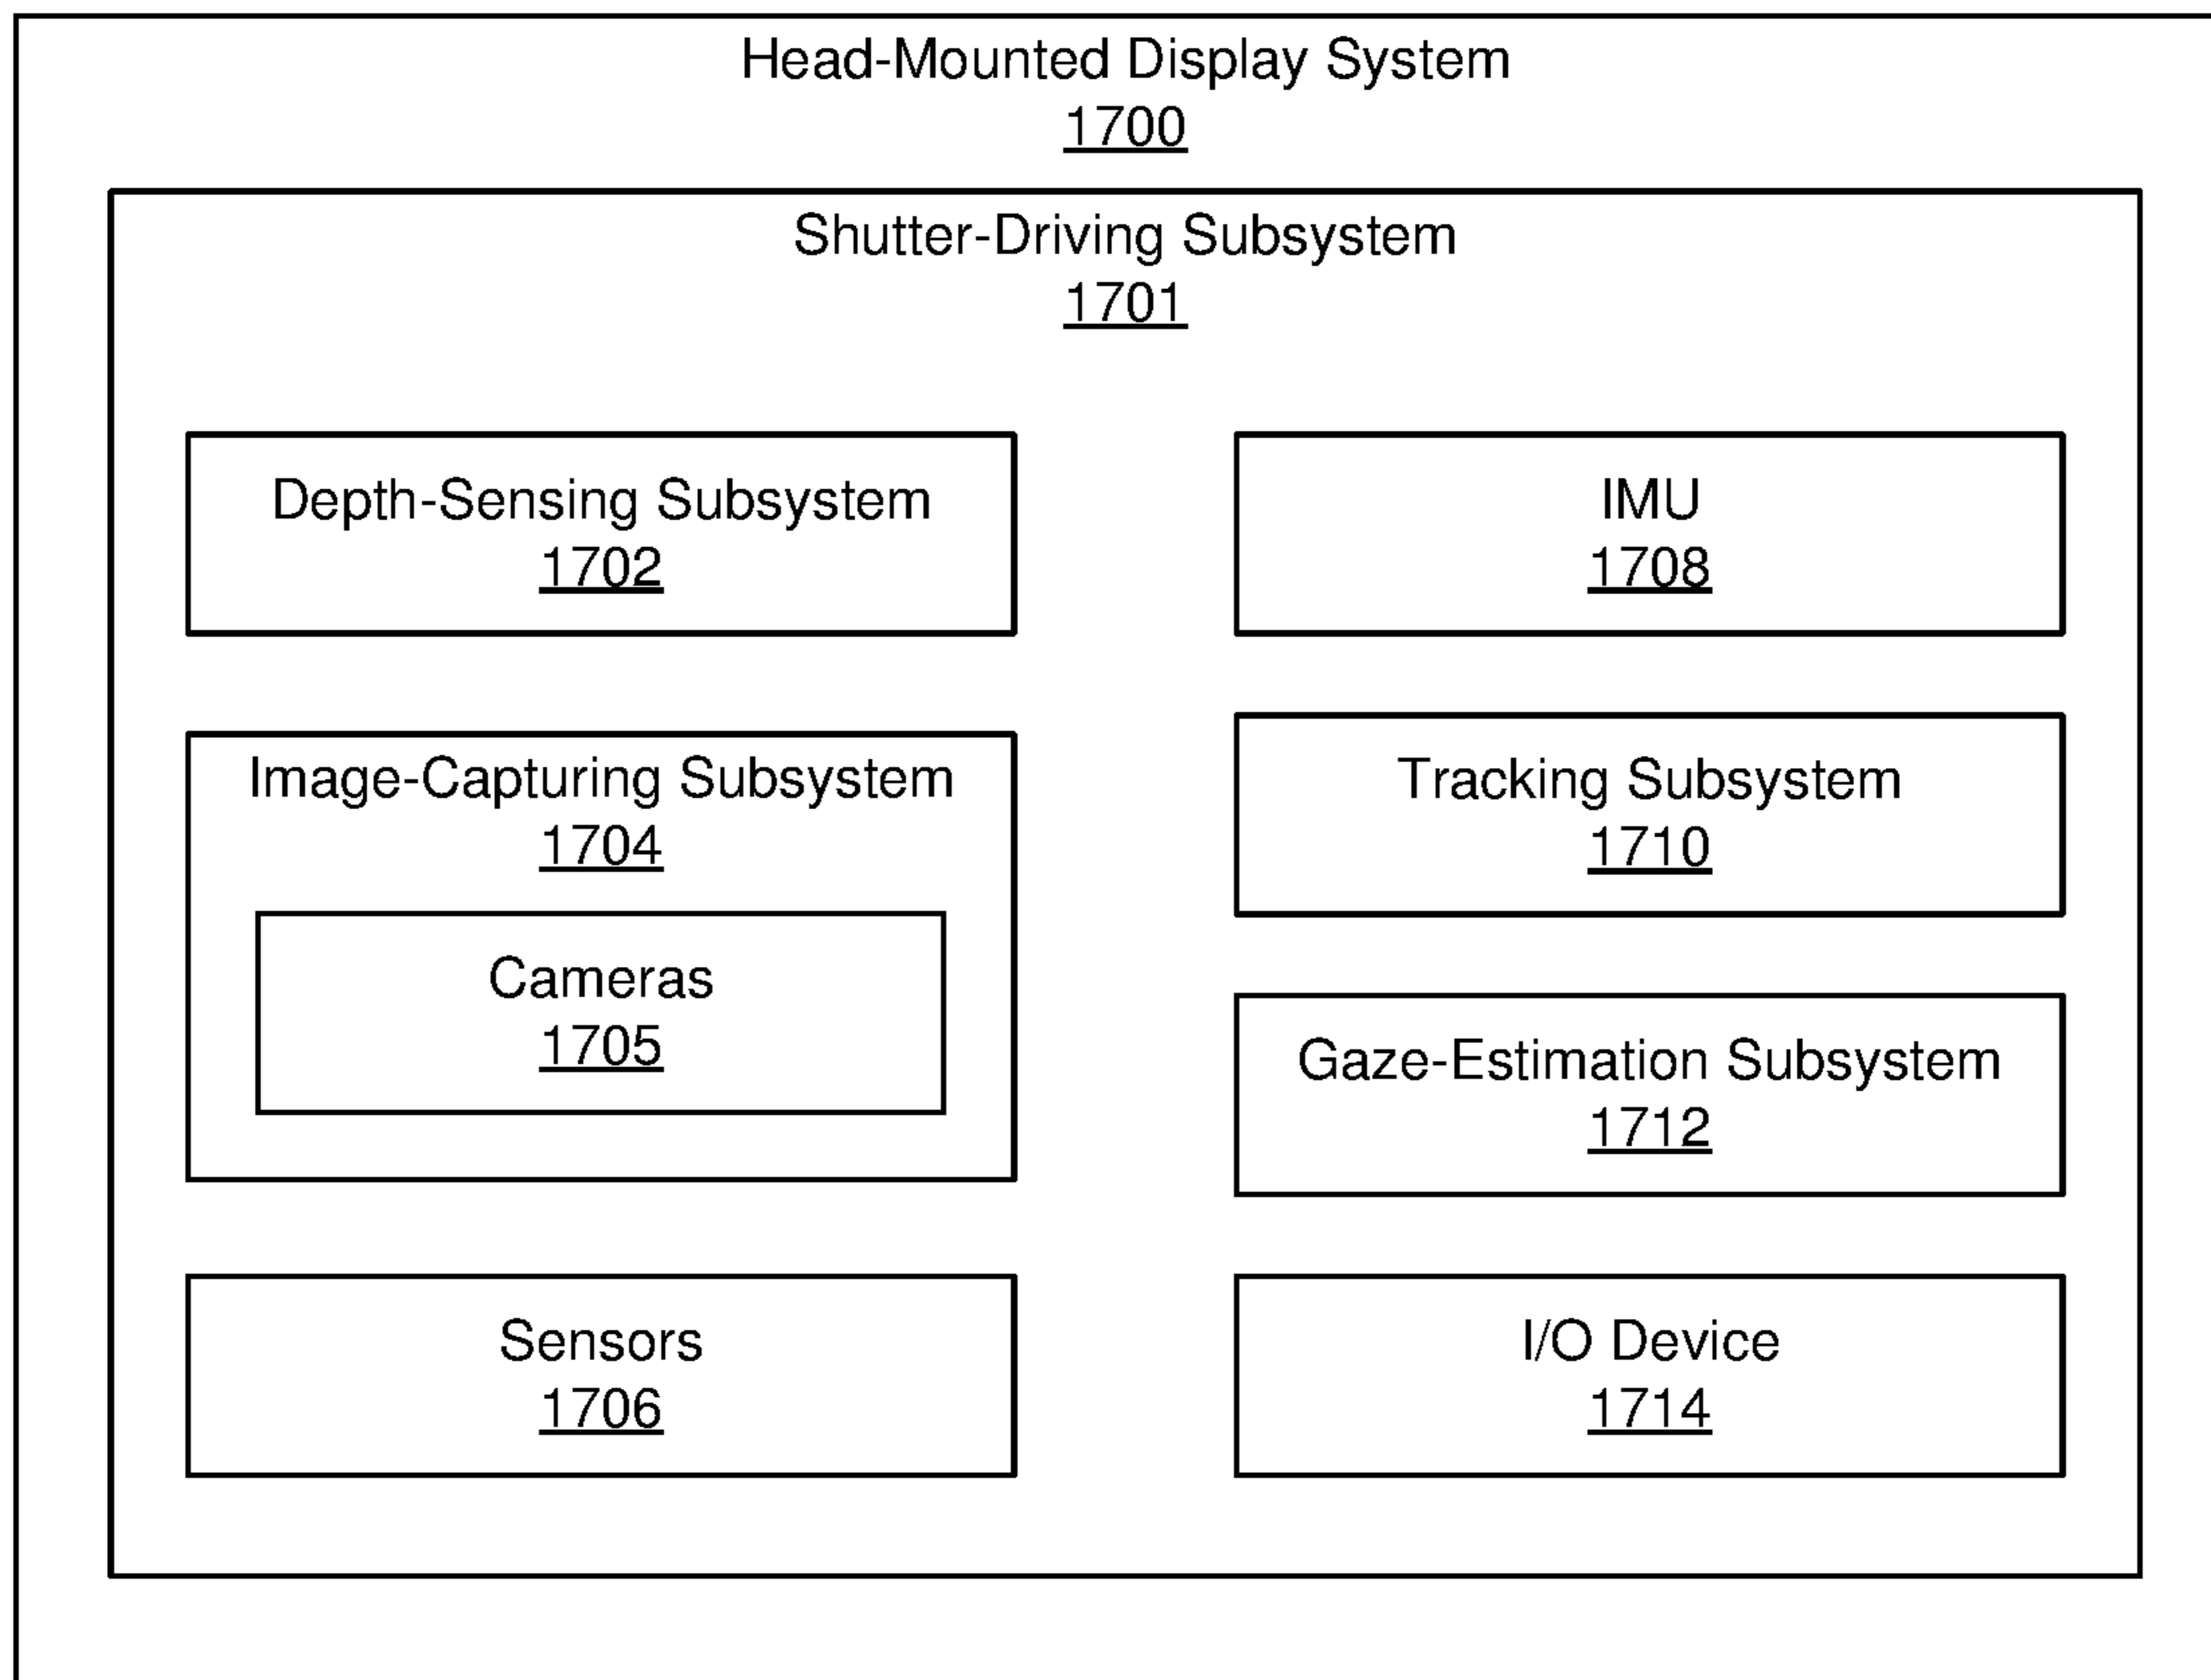 Head-Mounted Display System
1700
Shutter-Driving Subsystem
1701
Depth-Sensing Subsystem
1702
Image-Capturing Subsystem
1704
Cameras
1705
Sensors
1706
IMU
1708
Tracking Subsystem
1710
Gaze-Estimation Subsystem
1712
I/O Device
1714